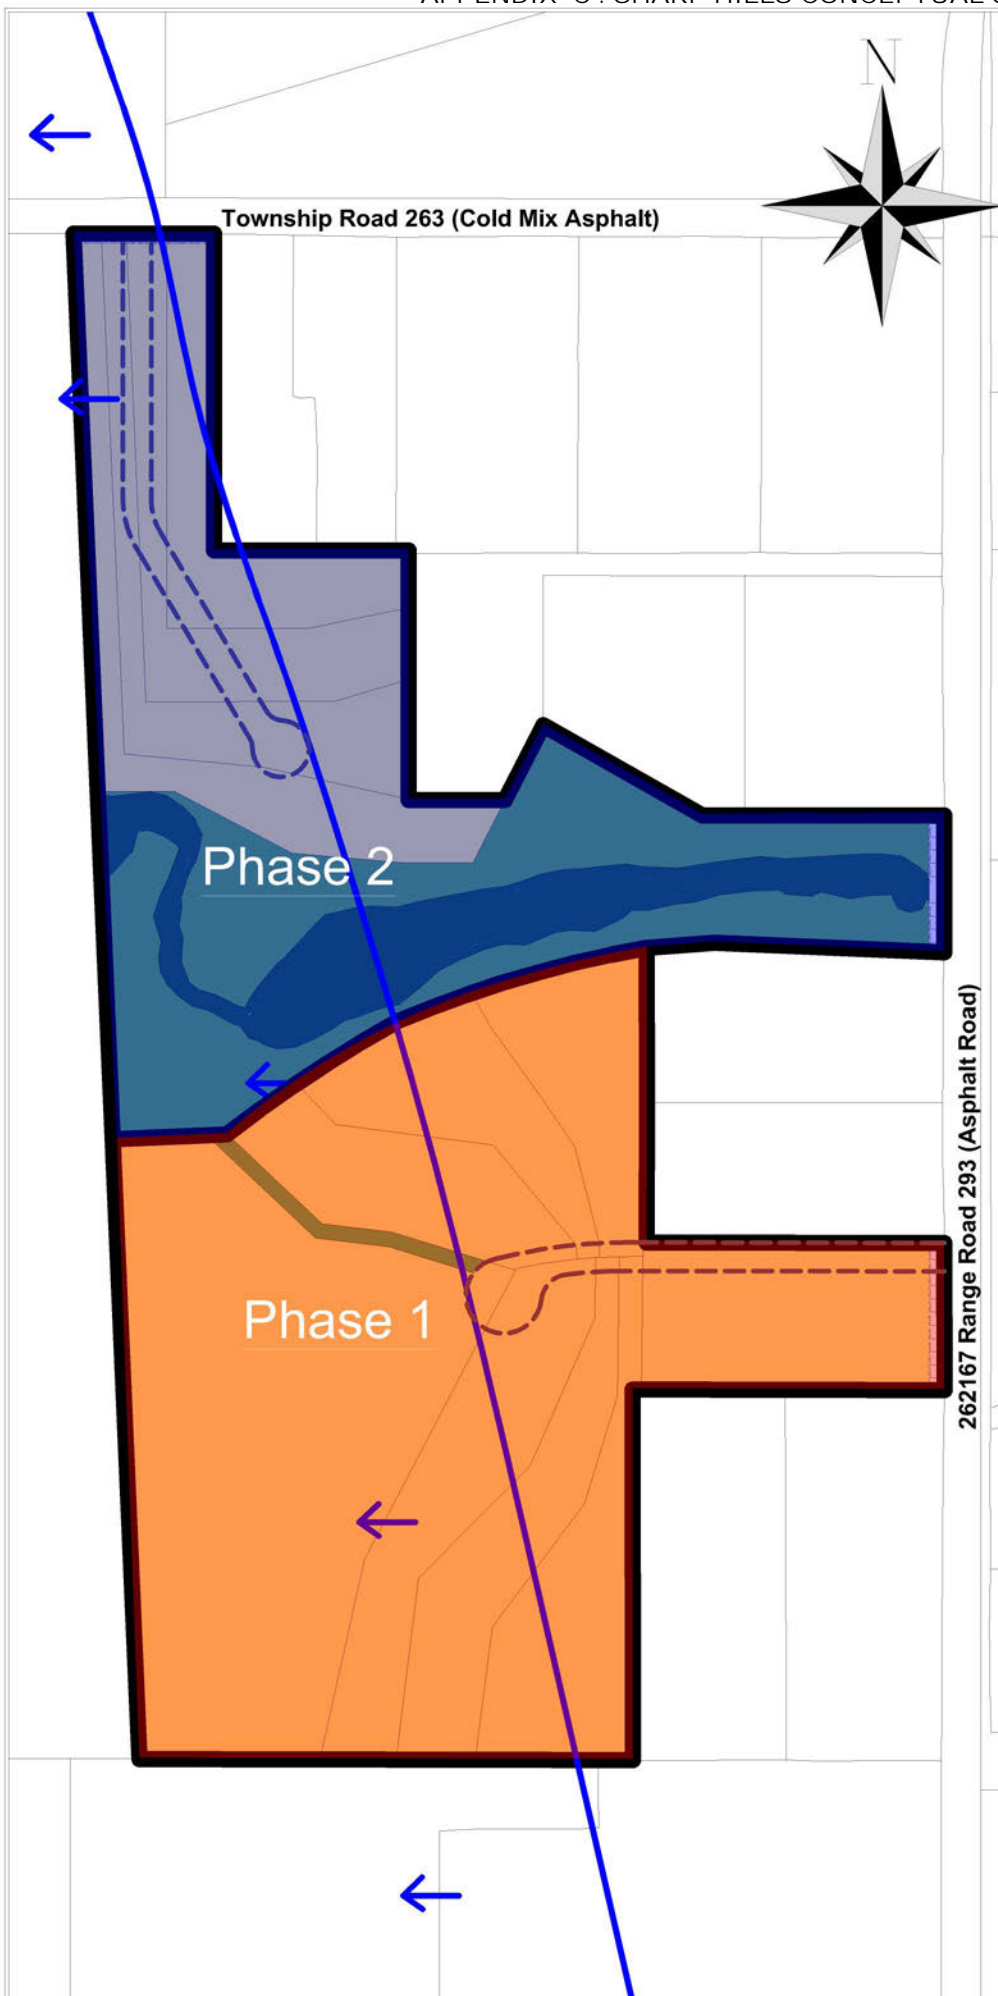 N
Township Road 263 (Cold Mix Asphalt)
Phase 2
262167 Range Road 293 (Asphalt Road)
Phase 1